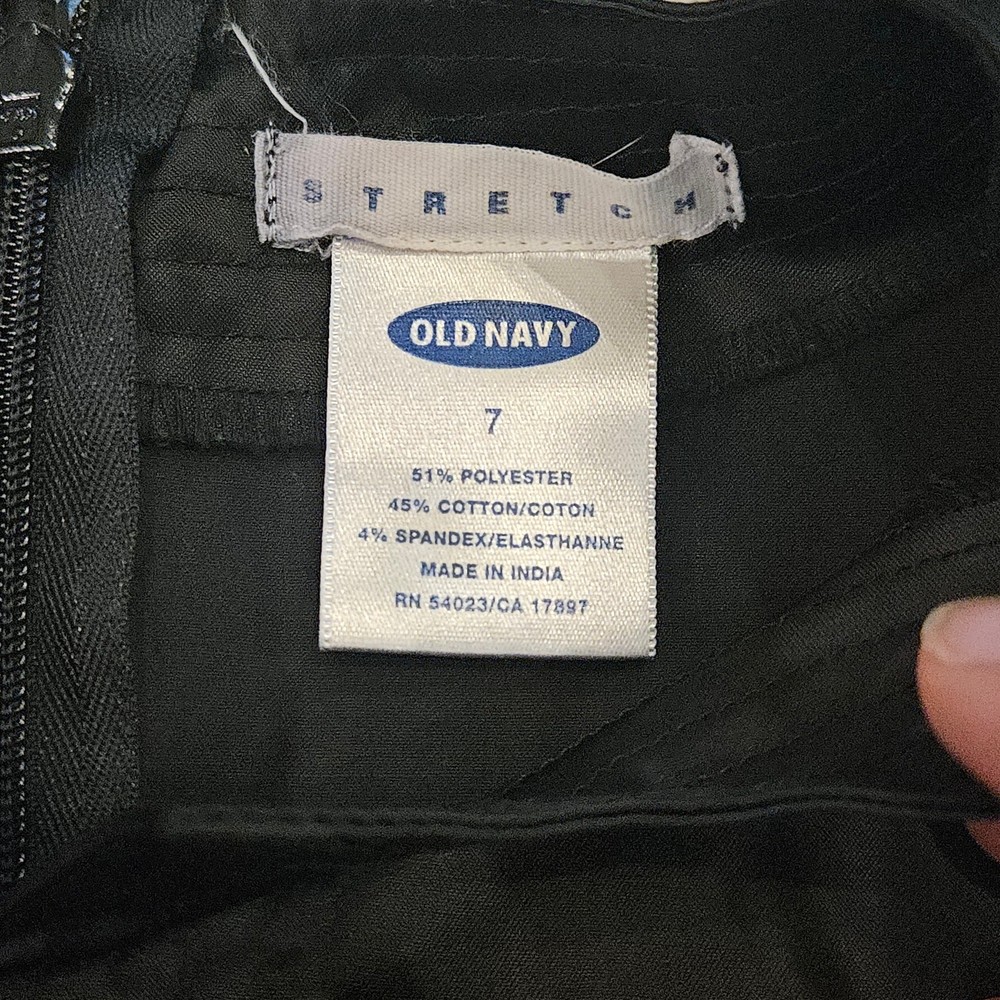 STRETCH
OLD NAVY
7
51% POLYESTER
45% COTTON/COTON
4% SPANDEX/ELASTHANNE
MADE IN INDIA
RN 54023/CA 17897